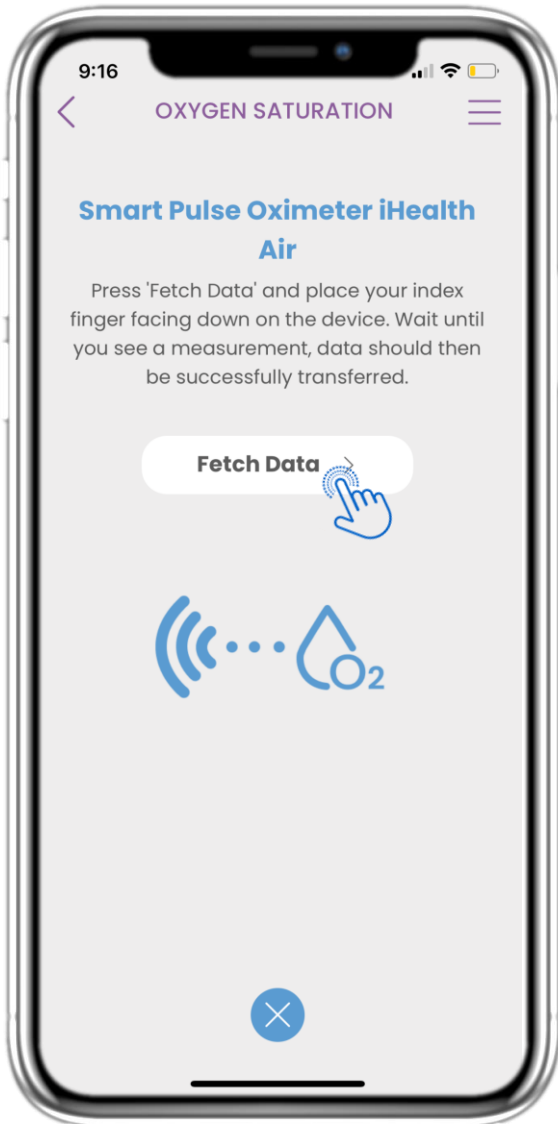 9:16
OXYGEN SATURATION
Smart Pulse Oximeter iHealth
Air
Press 'Fetch Data' and place your index
finger facing down on the device. Wait until
you see a measurement, data should then
be successfully transferred.
Fetch Data
O2